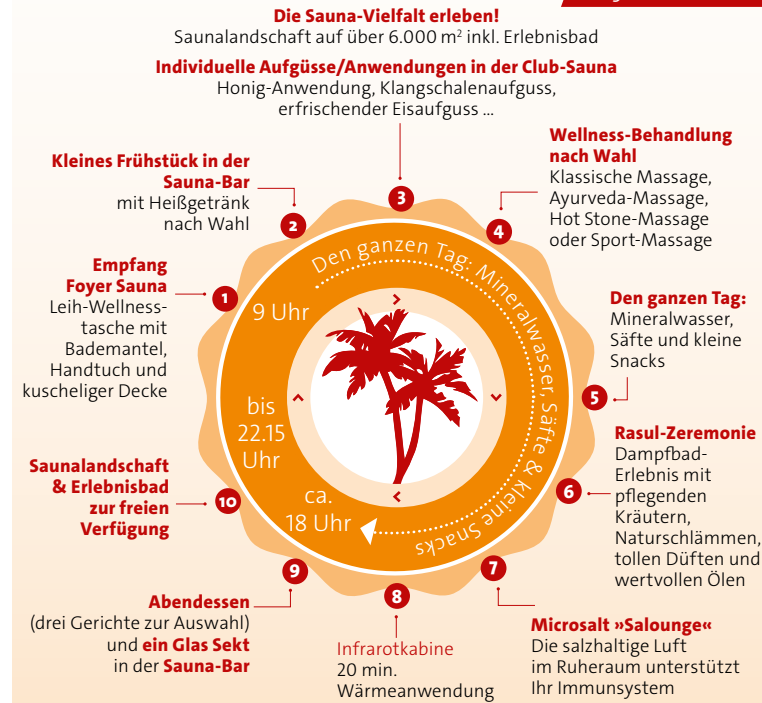 Die Sauna-Vielfalt erleben!
Saunalandschaft auf über 6.000 m² inkl. Erlebnisbad
Individuelle Aufgüsse/Anwendungen in der Club-Sauna
Honig-Anwendung, Klangschalenaufguss,
erfrischender Eisaufguss ...
3
Wellness-Behandlung
nach Wahl
Klassische Massage,
Ayurveda-Massage,
Hot Stone-Massage
oder Sport-Massage
4
Kleines Frühstück in der
Sauna-Bar
mit Heißgetränk
nach Wahl
2
Empfang
Foyer Sauna
Leih-Wellness-
tasche mit
Bademantel,
Handtuch und
kuscheliger Decke
1
Den ganzen Tag:
Mineralwasser,
Säfte und kleine
Snacks
5
Rasul-Zeremonie
Dampfbad-
Erlebnis mit
pflegenden
Kräutern,
Naturschlämmen,
tollen Düften und
wertvollen Ölen
6
Microsalt »Salounge«
Die salzhaltige Luft
im Ruheraum unterstützt
Ihr Immunsystem
7
Infrarotkabine
20 min.
Wärmeanwendung
8
Abendessen
(drei Gerichte zur Auswahl)
und ein Glas Sekt
in der Sauna-Bar
9
Saunalandschaft
& Erlebnisbad
zur freien
Verfügung
10
Den ganzen Tag: Mineralwasser, Säfte & kleine Snacks
9 Uhr
bis
22.15
Uhr
ca.
18 Uhr